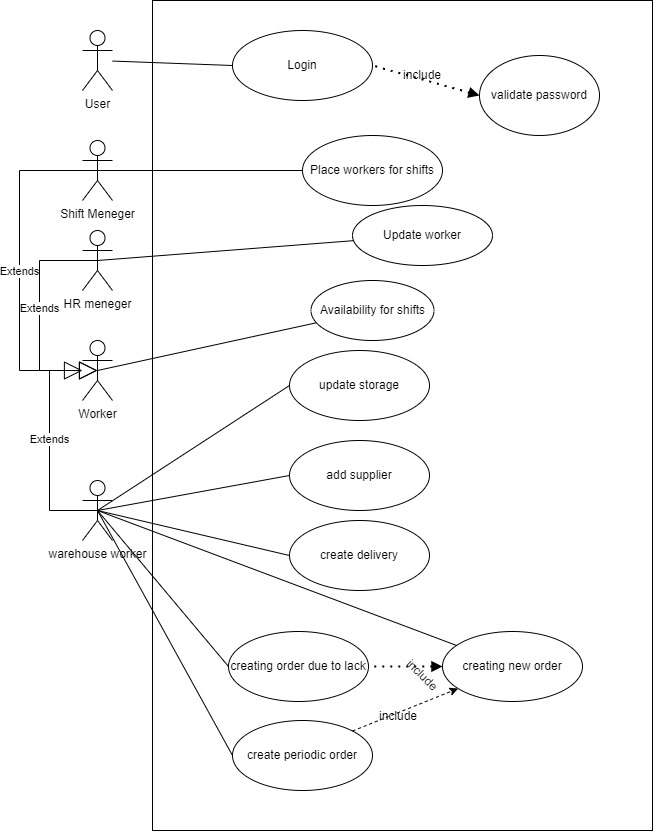 Login
include
validate password
User
Place workers for shifts
Shift Meneger
Update worker
Extends
HR meneger
Extends
Availability for shifts
Worker
update storage
Extends
add supplier
warehouse worker
create delivery
creating order due to lack
include
creating new order
include
create periodic order